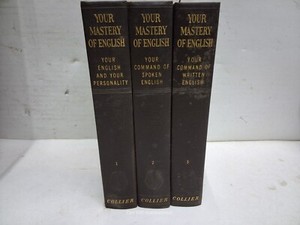 YOUR
MASTERY
OF ENGLISH
YOUR
ENGLISH
AND YOUR
PERSONALITY
1
COLLIER
YOUR
MASTERY
OF ENGLISH
YOUR
COMMAND OF
SPOKEN
ENGLISH
2
COLLIER
YOUR
MASTERY
OF ENGLISH
YOUR
COMMAND OF
WRITTEN
ENGLISH
3
COLLIER